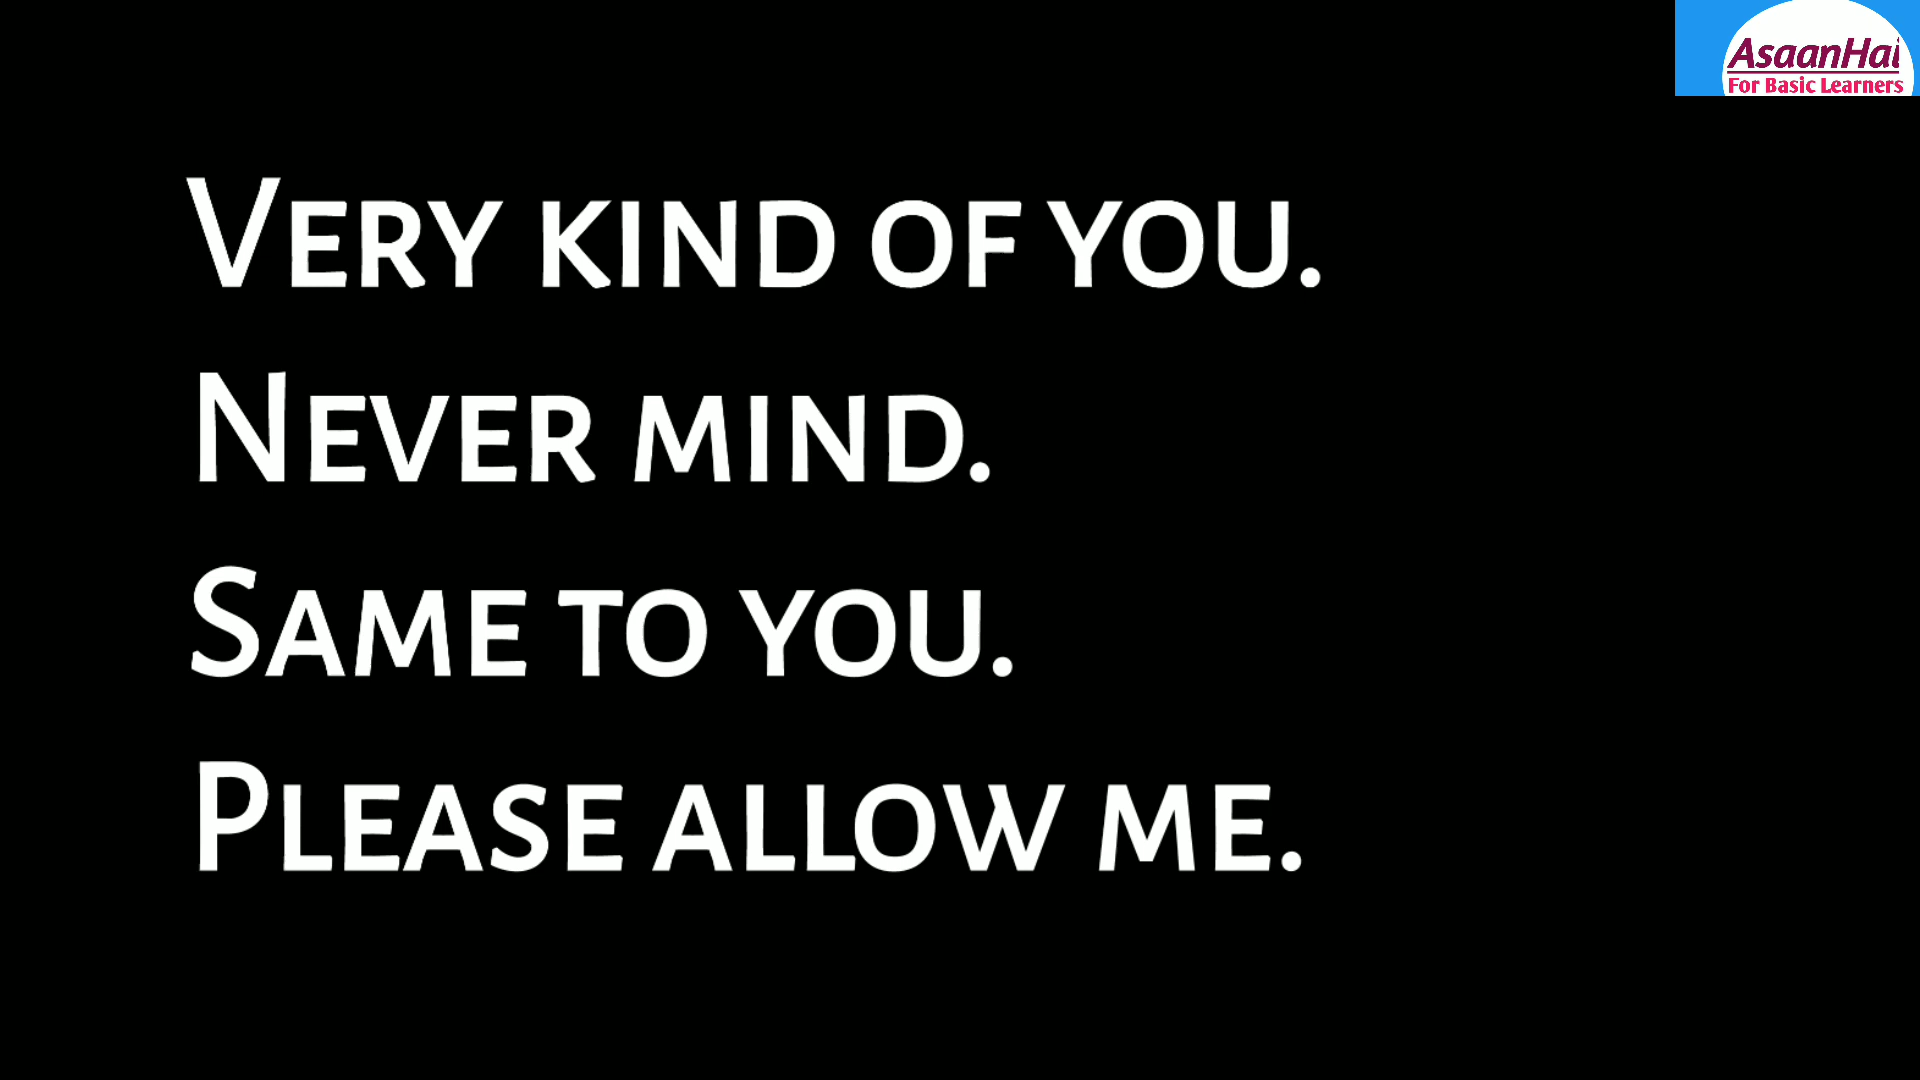 AsaanHai
For Basic Learners
Very kind of you.
Never mind.
Same to you.
Please allow me.